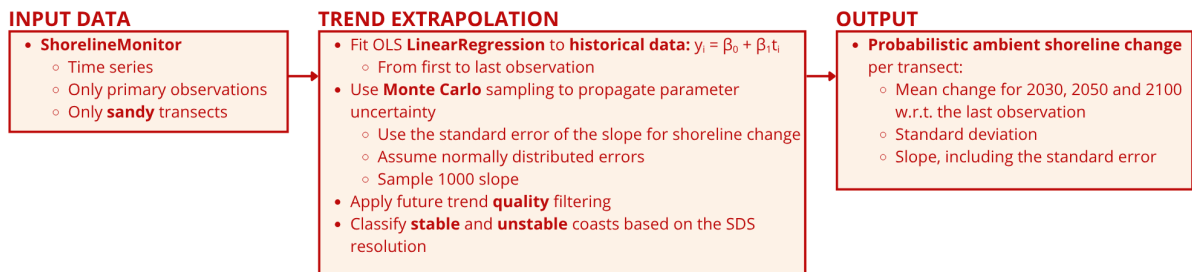 INPUT DATA
• ShorelineMonitor
◦ Time series
◦ Only primary observations
◦ Only sandy transects
TREND EXTRAPOLATION
• Fit OLS LinearRegression to historical data: yᵢ = β₀ + β₁tᵢ
◦ From first to last observation
• Use Monte Carlo sampling to propagate parameter
uncertainty
◦ Use the standard error of the slope for shoreline change
◦ Assume normally distributed errors
◦ Sample 1000 slope
• Apply future trend quality filtering
• Classify stable and unstable coasts based on the SDS
resolution
OUTPUT
• Probabilistic ambient shoreline change
per transect:
◦ Mean change for 2030, 2050 and 2100
w.r.t. the last observation
◦ Standard deviation
◦ Slope, including the standard error